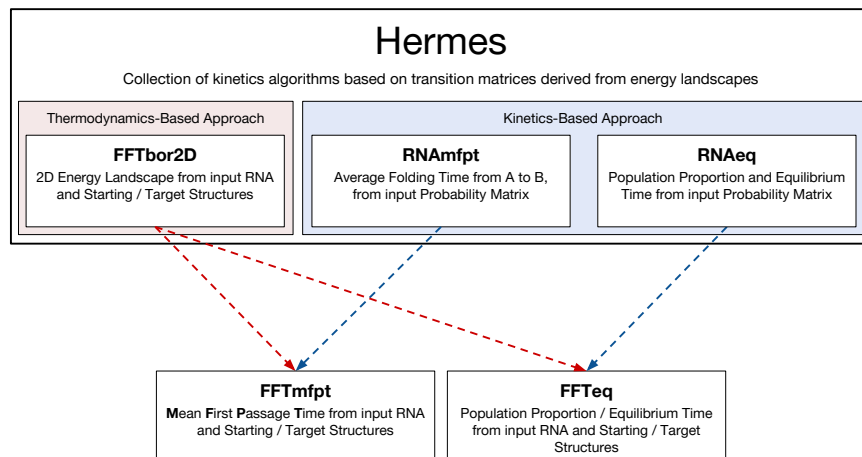 Hermes
Collection of kinetics algorithms based on transition matrices derived from energy landscapes
Thermodynamics-Based Approach
FFTbor2D
2D Energy Landscape from input RNA
and Starting / Target Structures
Kinetics-Based Approach
RNAmfpt
Average Folding Time from A to B,
from input Probability Matrix
RNAeq
Population Proportion and Equilibrium
Time from input Probability Matrix
FFTmfpt
Mean First Passage Time from input RNA
and Starting / Target Structures
FFTeq
Population Proportion / Equilibrium Time
from input RNA and Starting / Target
Structures